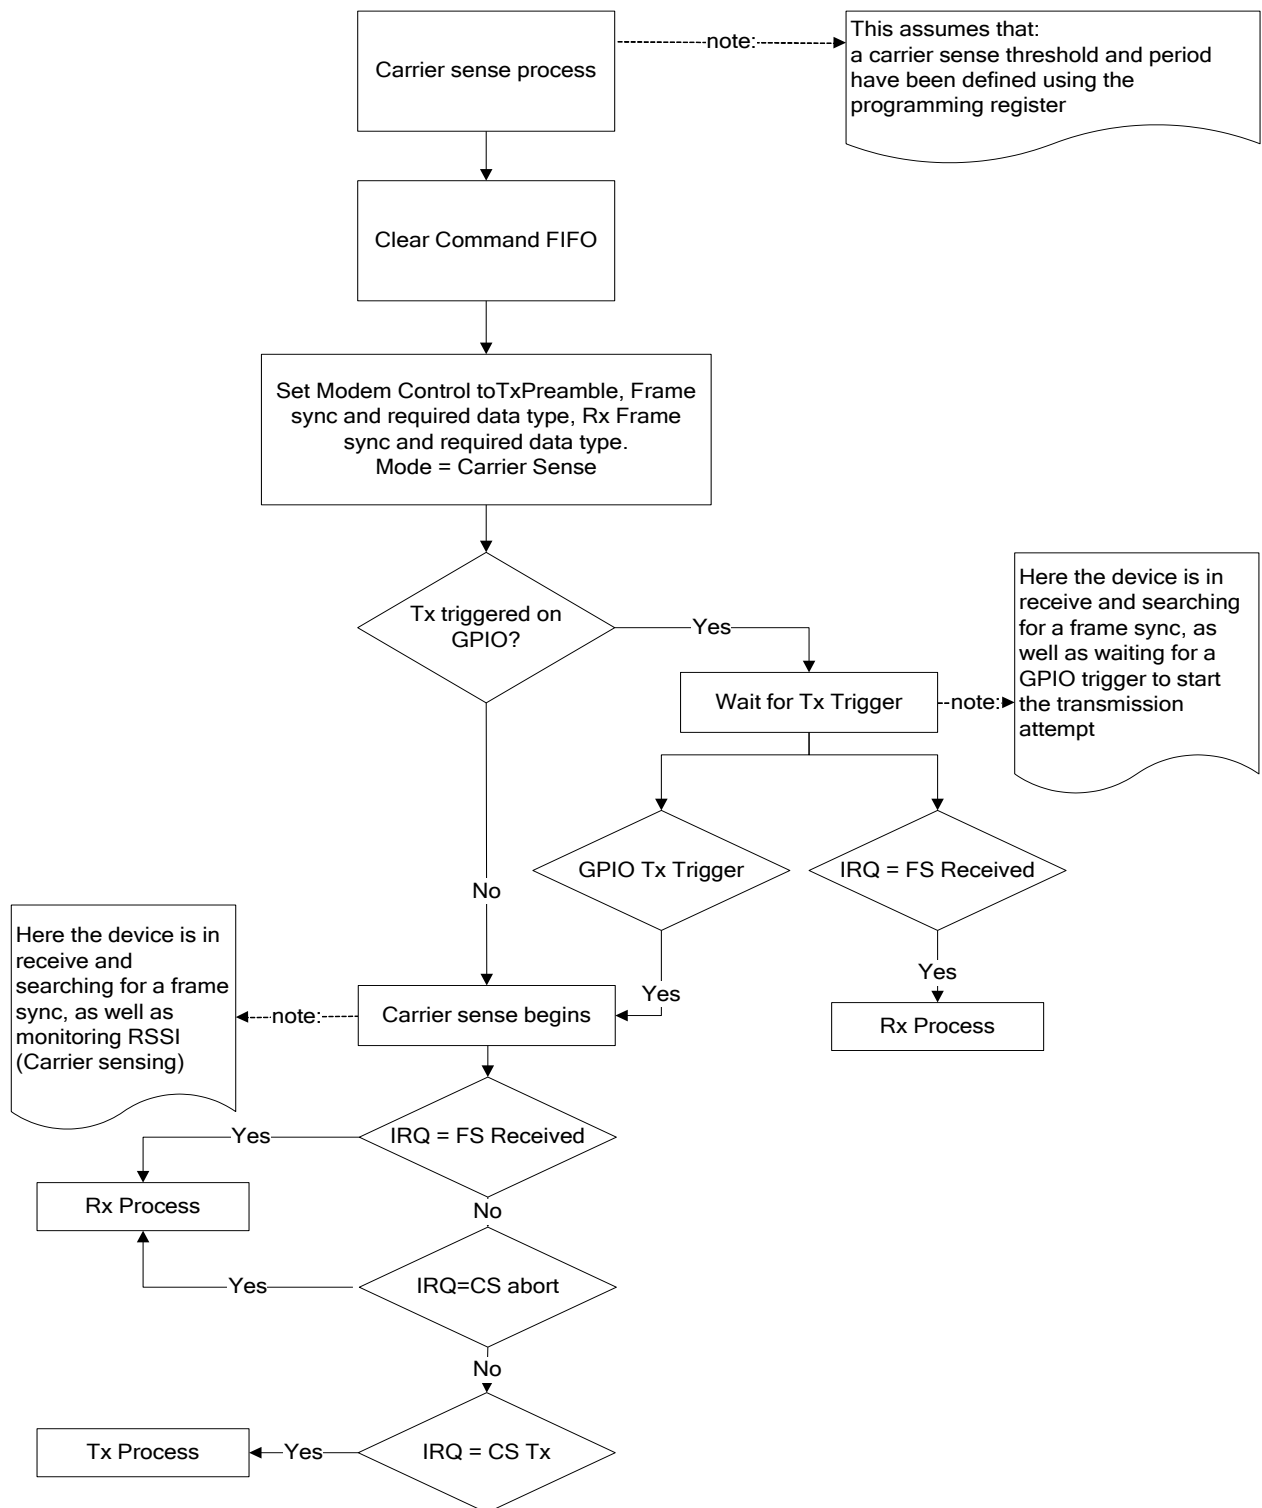 Carrier sense process
note:
This assumes that:
a carrier sense threshold and period
have been defined using the
programming register
Clear Command FIFO
Set Modem Control toTxPreamble, Frame
sync and required data type, Rx Frame
sync and required data type.
Mode = Carrier Sense
Tx triggered on
GPIO?
Yes
Wait for Tx Trigger
note:
Here the device is in
receive and searching
for a frame sync, as
well as waiting for a
GPIO trigger to start
the transmission
attempt
GPIO Tx Trigger
IRQ = FS Received
No
Yes
Yes
Rx Process
Here the device is in
receive and
searching for a frame
sync, as well as
monitoring RSSI
(Carrier sensing)
note:
Carrier sense begins
IRQ = FS Received
Yes
Rx Process
No
IRQ=CS abort
Yes
No
IRQ = CS Tx
Yes
Tx Process